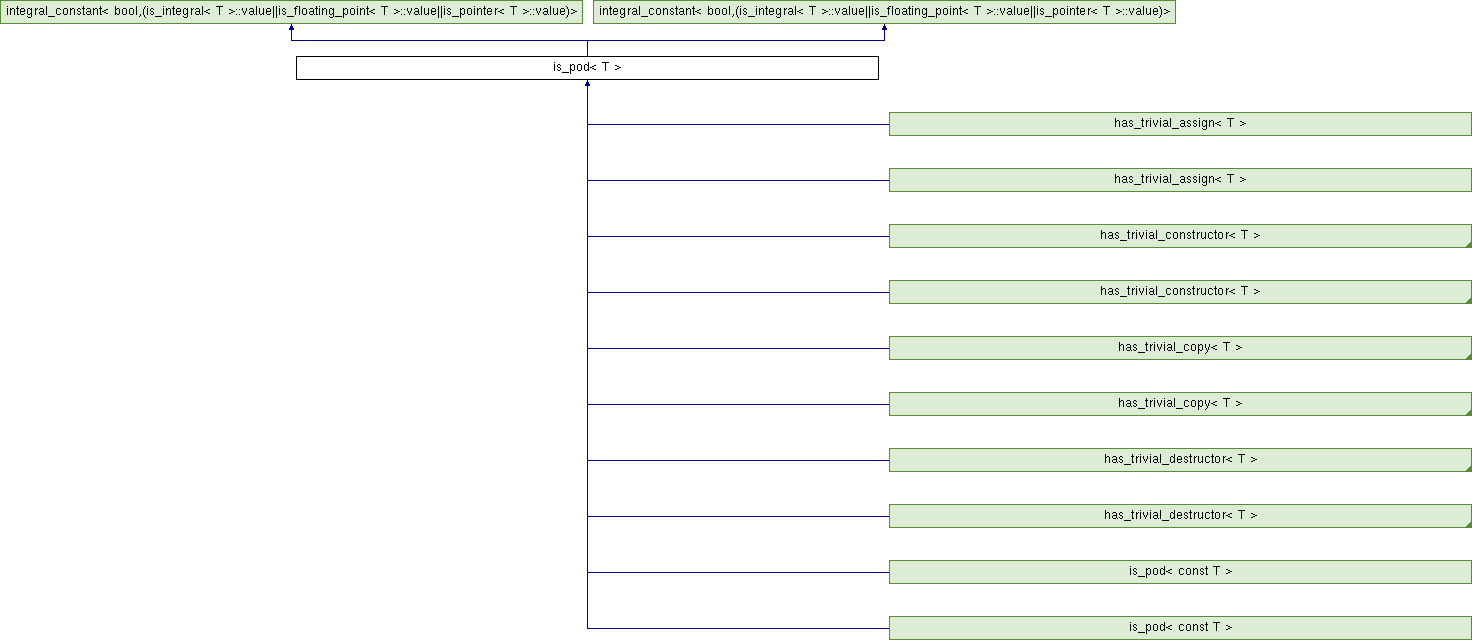 integral_constant< bool,(is_integral< T >::value||is_floating_point< T >::value||is_pointer< T >::value)>
integral_constant< bool,(is_integral< T >::value||is_floating_point< T >::value||is_pointer< T >::value)>
is_pod< T >
has_trivial_assign< T >
has_trivial_assign< T >
has_trivial_constructor< T >
has_trivial_constructor< T >
has_trivial_copy< T >
has_trivial_copy< T >
has_trivial_destructor< T >
has_trivial_destructor< T >
is_pod< const T >
is_pod< const T >